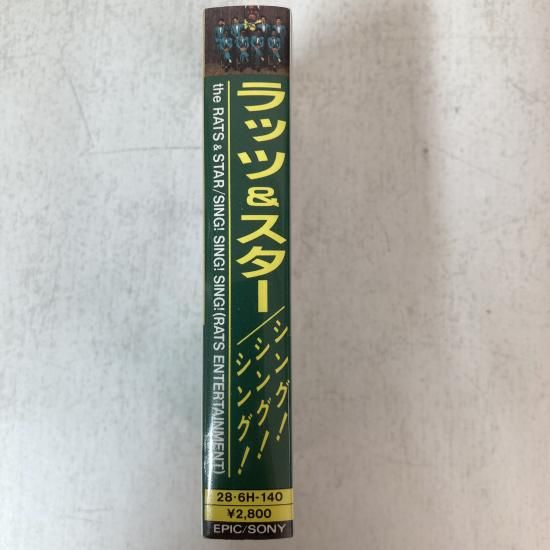 ラッツ&スター/シング!シング!シング!
the RATS & STAR/SING! SING! SING!(RATS ENTERTAINMENT)
28・6H-140
¥2,800
EPIC/SONY